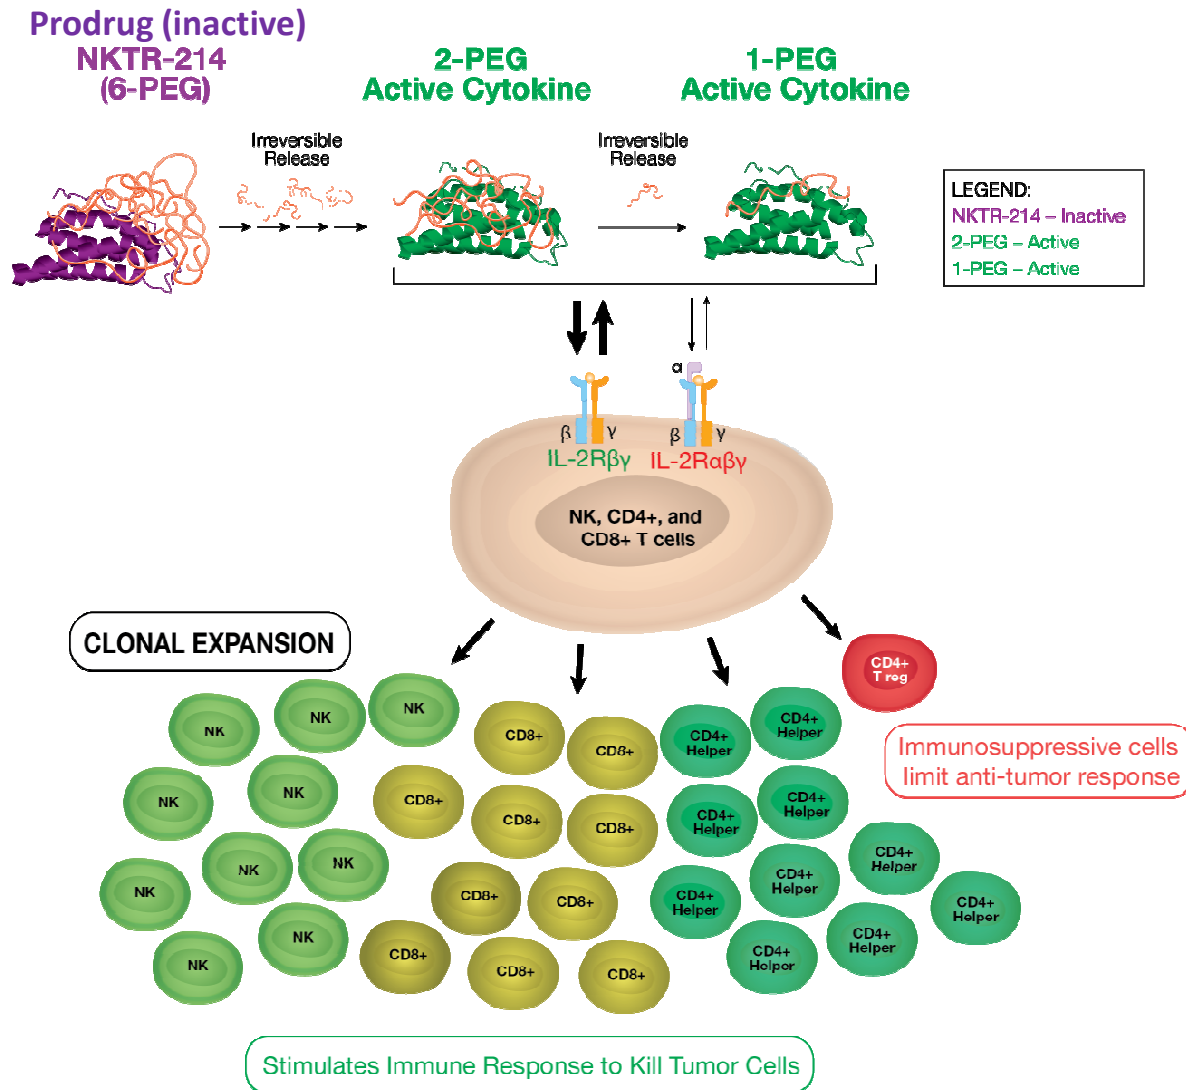 Prodrug (inactive)
NKTR-214
(6-PEG)
2-PEG
Active Cytokine
1-PEG
Active Cytokine
Irreversible
Release
Irreversible
Release
LEGEND:
NKTR-214 – Inactive
2-PEG – Active
1-PEG – Active
α
β
γ
β
γ
IL-2Rβγ
IL-2Rαβγ
NK, CD4+, and
CD8+ T cells
CLONAL EXPANSION
NK
NK
NK
NK
NK
NK
NK
NK
NK
NK
CD8+
CD8+
CD8+
CD8+
CD8+
CD8+
CD8+
CD8+
CD8+
CD8+
CD4+
Helper
CD4+
Helper
CD4+
Helper
CD4+
Helper
CD4+
Helper
CD4+
Helper
CD4+
Helper
CD4+
Helper
CD4+
Helper
CD4+
Helper
CD4+
T reg
Immunosuppressive cells
limit anti-tumor response
Stimulates Immune Response to Kill Tumor Cells